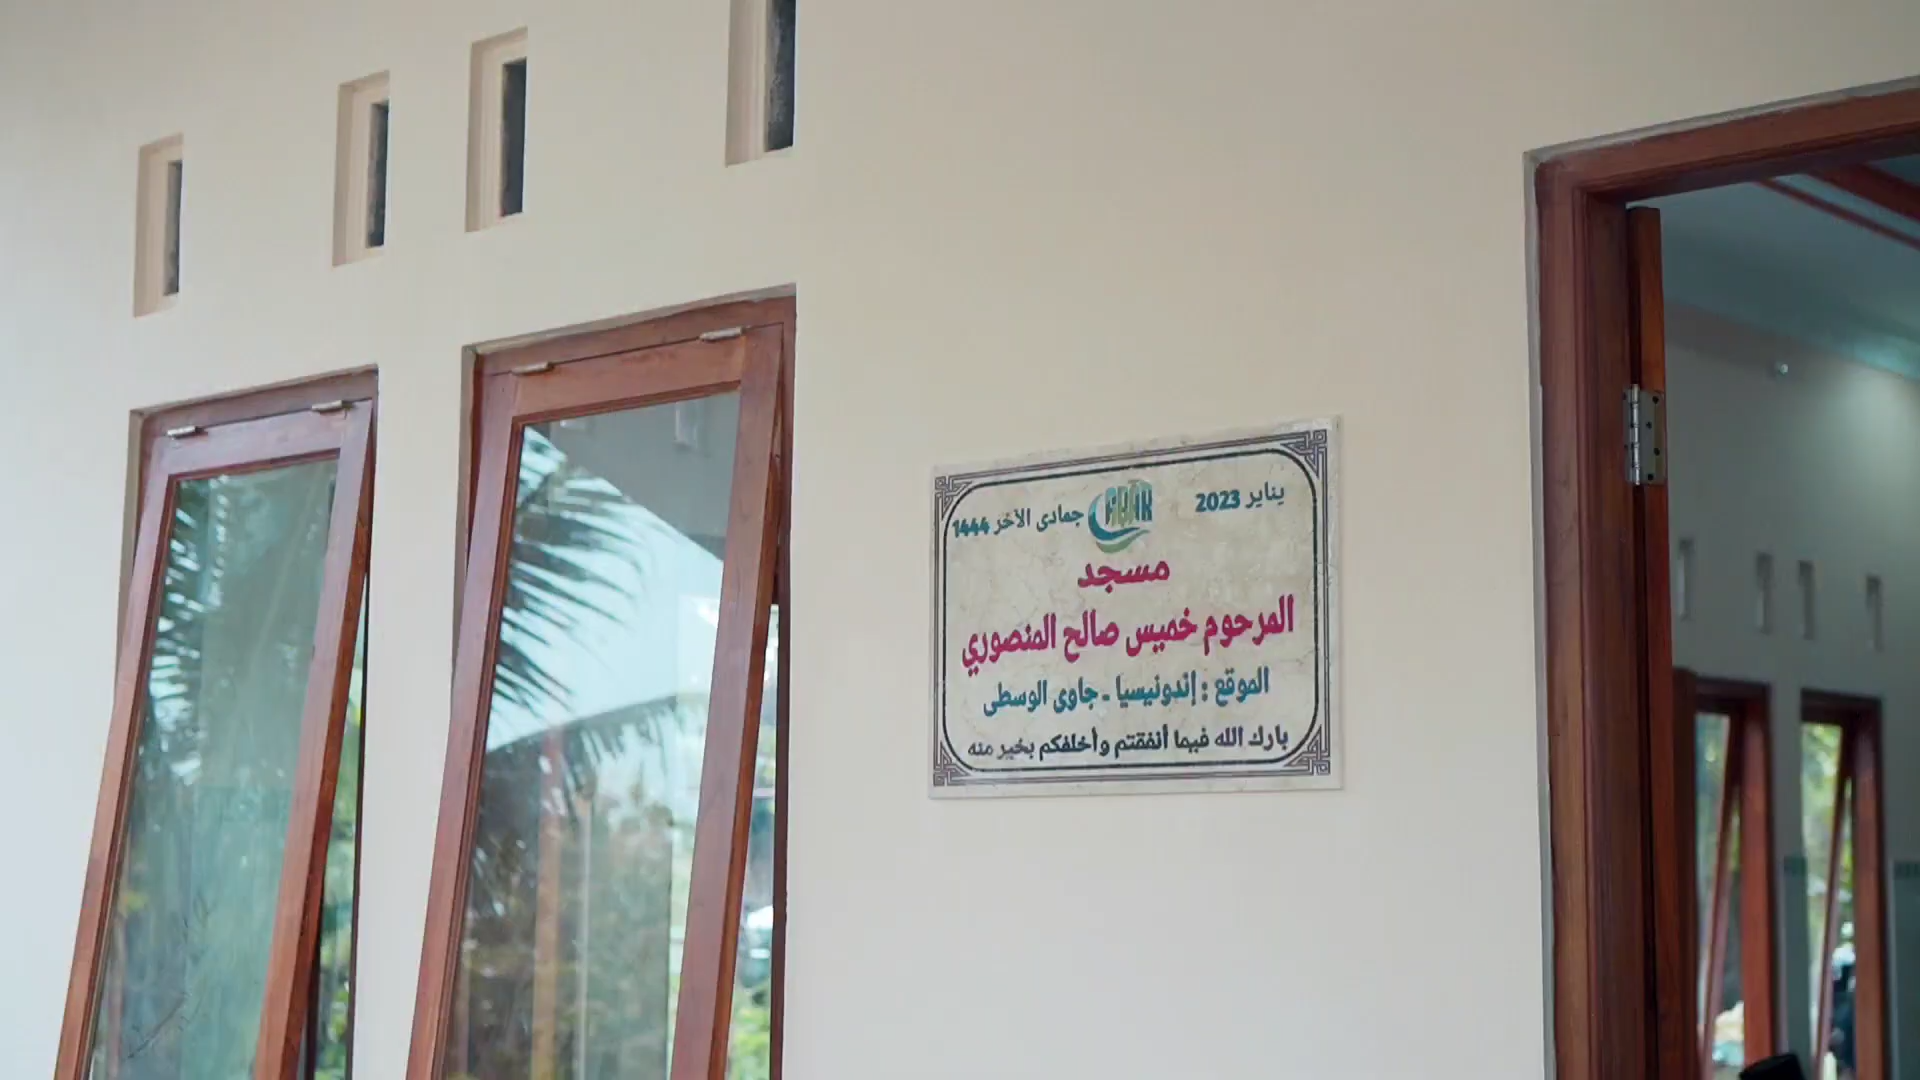 يناير 2023
ABAR
جمادى الآخر 1444
مسجد
المرحوم خميس صالح المنصوري
الموقع : إندونيسيا - جاوى الوسطى
بارك الله فيما أنفقتم وأخلفكم بخير منه